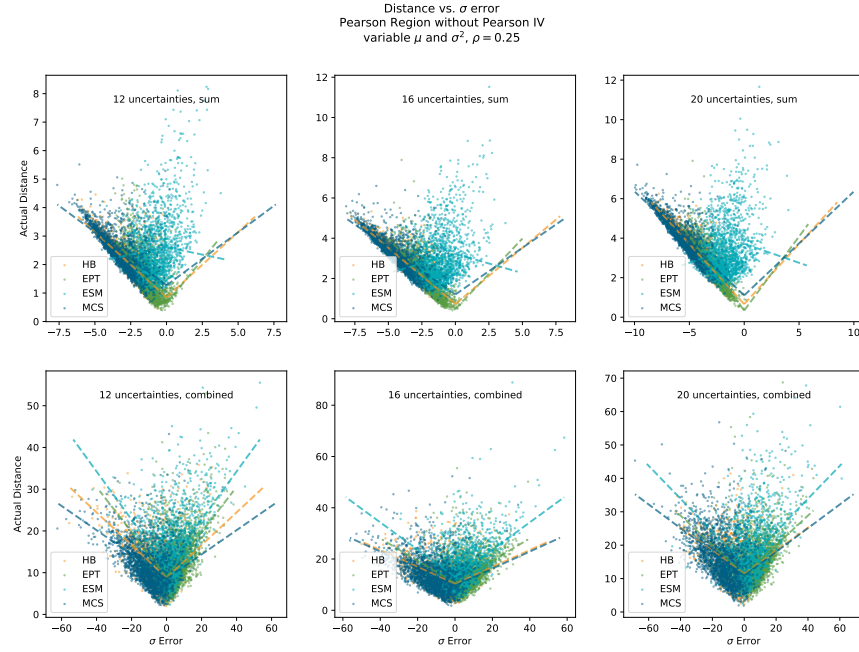 Distance vs. σ error
Pearson Region without Pearson IV
variable μ and σ², ρ = 0.25
12 uncertainties, sum
Actual Distance
8
7
6
5
4
3
2
1
0
HB
EPT
ESM
MCS
−7.5
−5.0
−2.5
0.0
2.5
5.0
7.5
16 uncertainties, sum
12
10
8
6
4
2
0
HB
EPT
ESM
MCS
−7.5
−5.0
−2.5
0.0
2.5
5.0
7.5
20 uncertainties, sum
12
10
8
6
4
2
0
HB
EPT
ESM
MCS
−10
−5
0
5
10
12 uncertainties, combined
Actual Distance
50
40
30
20
10
0
HB
EPT
ESM
MCS
−60
−40
−20
0
20
40
60
σ Error
16 uncertainties, combined
80
60
40
20
0
HB
EPT
ESM
MCS
−60
−40
−20
0
20
40
60
σ Error
20 uncertainties, combined
70
60
50
40
30
20
10
0
HB
EPT
ESM
MCS
−60
−40
−20
0
20
40
60
σ Error